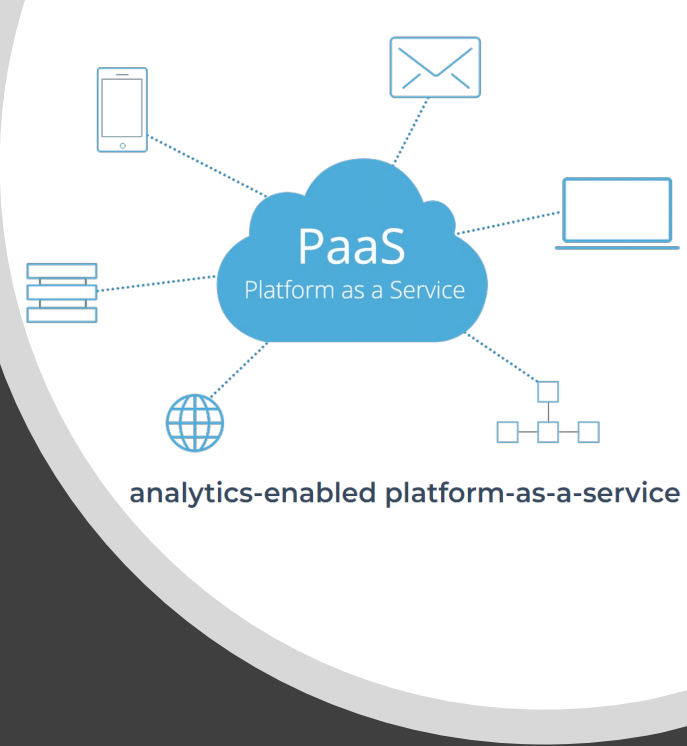 PaaS
Platform as a Service
analytics-enabled platform-as-a-service